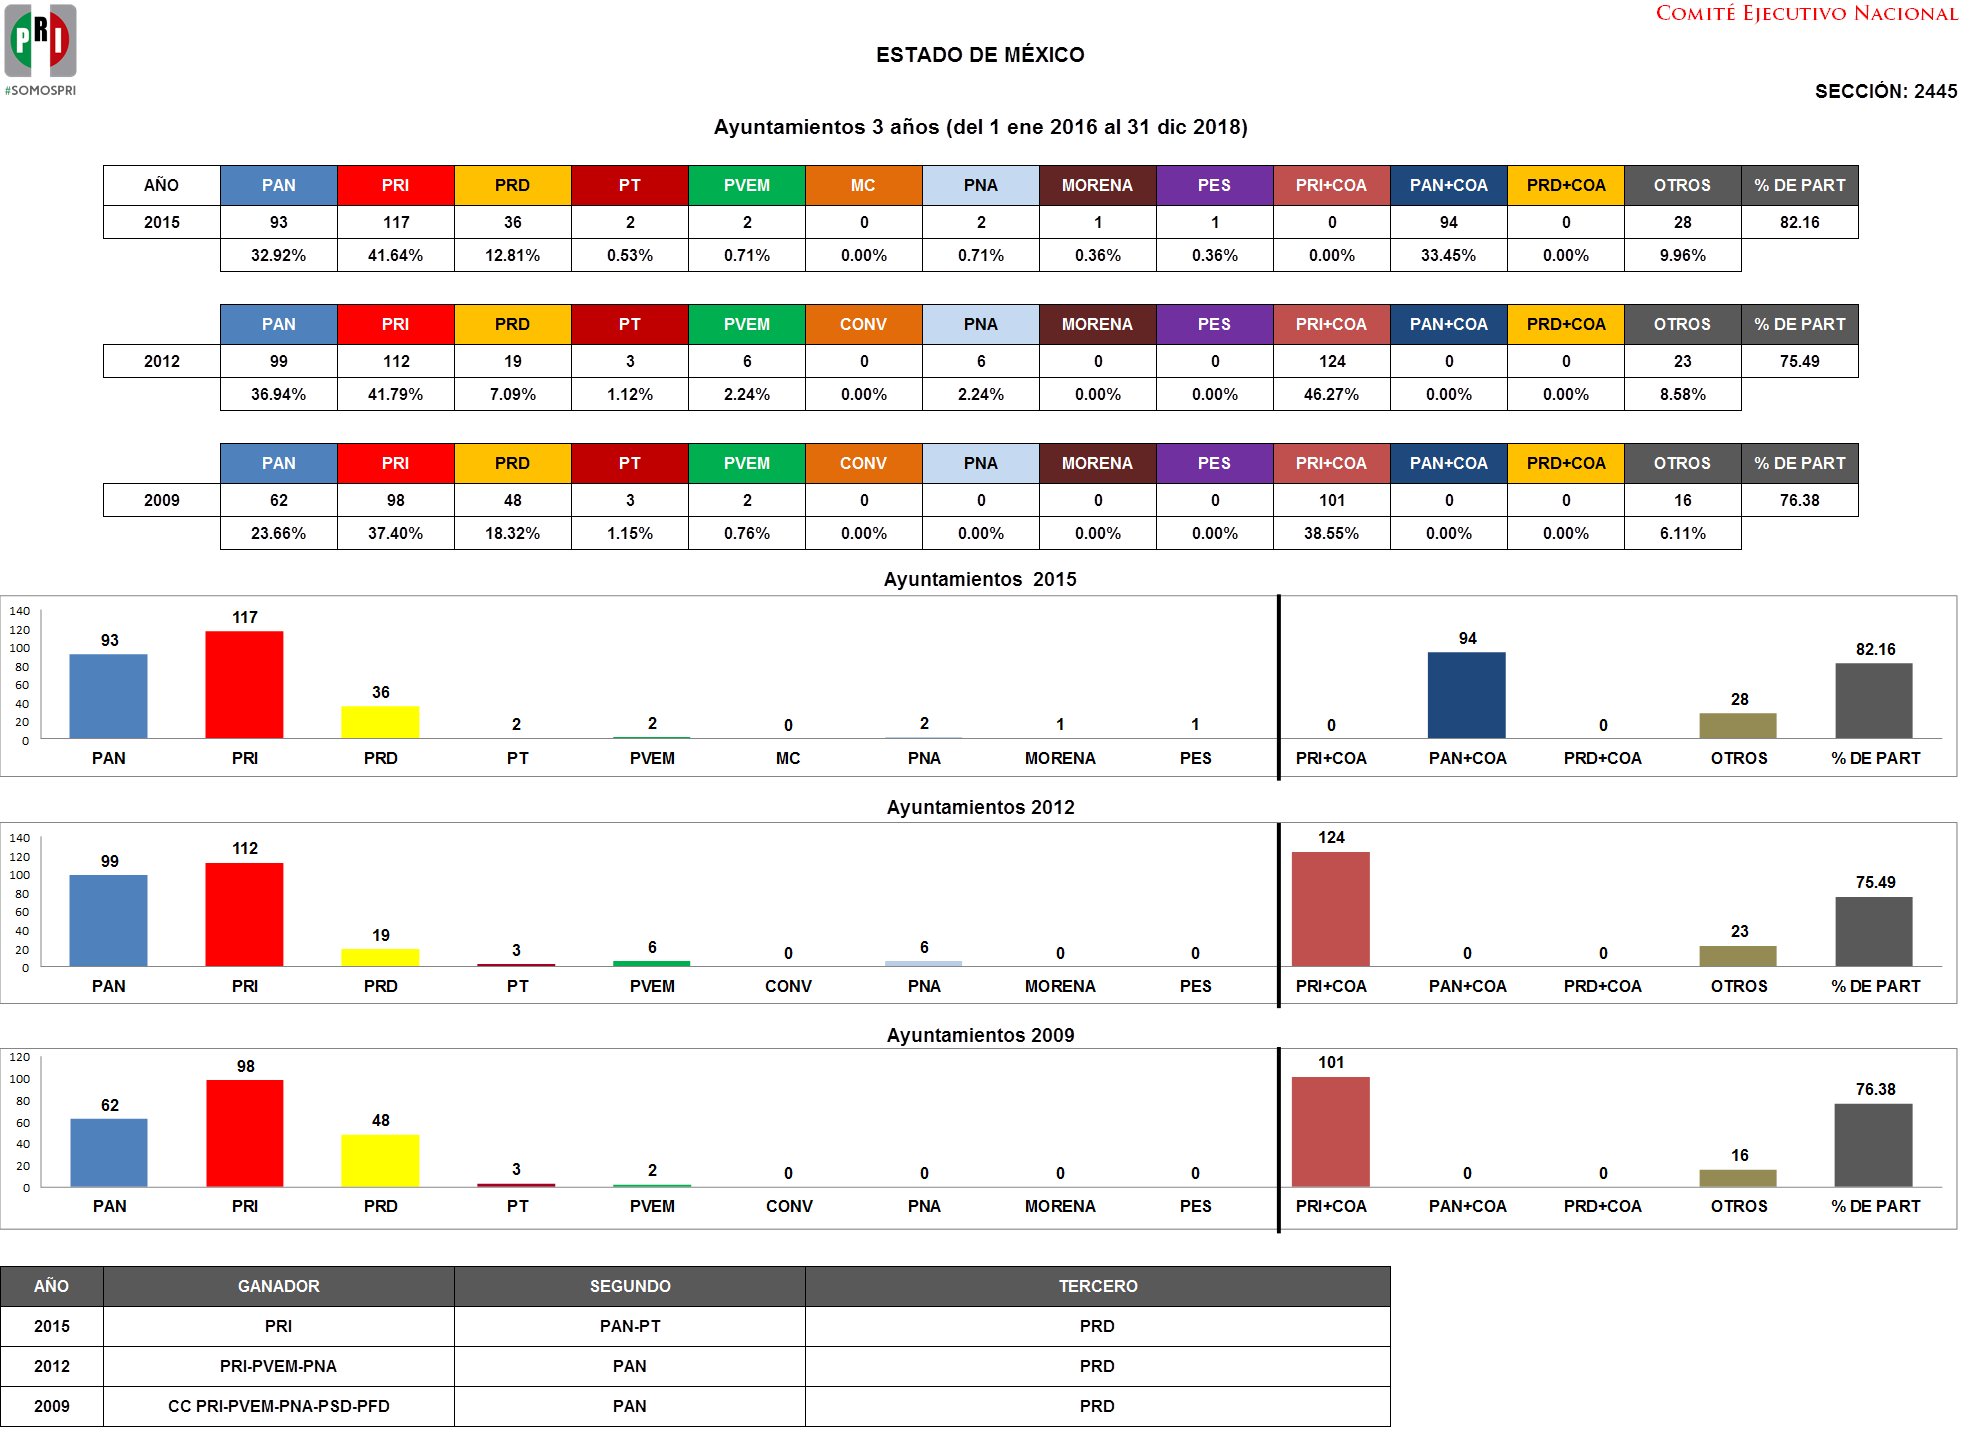 PRI
#SOMOSPRI
COMITÉ EJECUTIVO NACIONAL
ESTADO DE MÉXICO
SECCIÓN: 2445
Ayuntamientos 3 años (del 1 ene 2016 al 31 dic 2018)
AÑO PAN PRI PRD PT PVEM MC PNA MORENA PES PRI+COA PAN+COA PRD+COA OTROS % DE PART
2015 93 117 36 2 2 0 2 1 1 0 94 0 28 82.16
32.92% 41.64% 12.81% 0.53% 0.71% 0.00% 0.71% 0.36% 0.36% 0.00% 33.45% 0.00% 9.96%
PAN PRI PRD PT PVEM CONV PNA MORENA PES PRI+COA PAN+COA PRD+COA OTROS % DE PART
2012 99 112 19 3 6 0 6 0 0 124 0 0 23 75.49
36.94% 41.79% 7.09% 1.12% 2.24% 0.00% 2.24% 0.00% 0.00% 46.27% 0.00% 0.00% 8.58%
PAN PRI PRD PT PVEM CONV PNA MORENA PES PRI+COA PAN+COA PRD+COA OTROS % DE PART
2009 62 98 48 3 2 0 0 0 0 101 0 0 16 76.38
23.66% 37.40% 18.32% 1.15% 0.76% 0.00% 0.00% 0.00% 0.00% 38.55% 0.00% 0.00% 6.11%
Ayuntamientos 2015
140
120
100
80
60
40
20
0
93 117 36 2 2 0 2 1 1 0 94 0 28 82.16
PAN PRI PRD PT PVEM MC PNA MORENA PES PRI+COA PAN+COA PRD+COA OTROS % DE PART
Ayuntamientos 2012
140
120
100
80
60
40
20
0
99 112 19 3 6 0 6 0 0 124 0 0 23 75.49
PAN PRI PRD PT PVEM CONV PNA MORENA PES PRI+COA PAN+COA PRD+COA OTROS % DE PART
Ayuntamientos 2009
120
100
80
60
40
20
0
62 98 48 3 2 0 0 0 0 101 0 0 16 76.38
PAN PRI PRD PT PVEM CONV PNA MORENA PES PRI+COA PAN+COA PRD+COA OTROS % DE PART
AÑO GANADOR SEGUNDO TERCERO
2015 PRI PAN-PT PRD
2012 PRI-PVEM-PNA PAN PRD
2009 CC PRI-PVEM-PNA-PSD-PFD PAN PRD